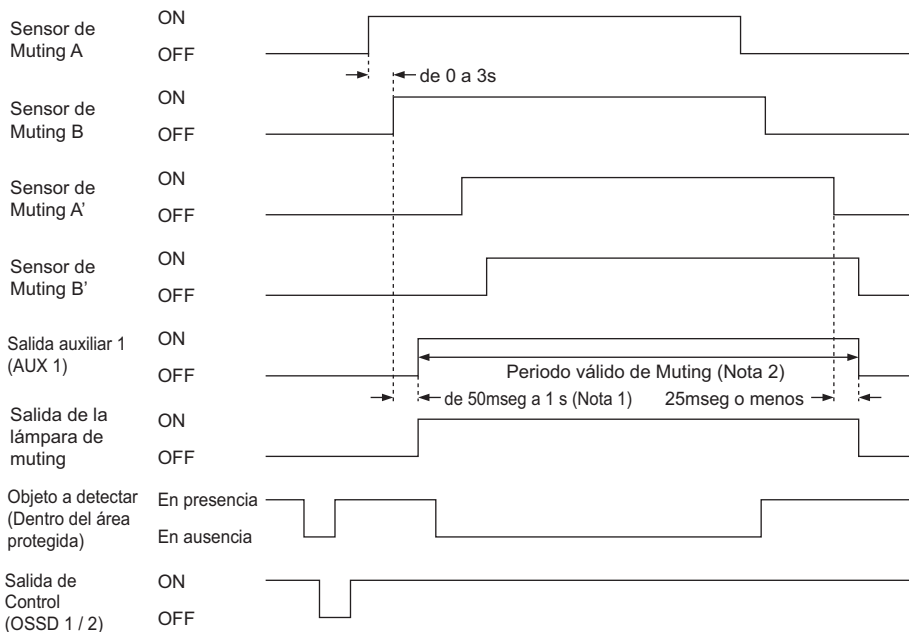 Sensor de
Muting A
ON
OFF
de 0 a 3s
Sensor de
Muting B
ON
OFF
Sensor de
Muting A’
ON
OFF
Sensor de
Muting B’
ON
OFF
Salida auxiliar 1
(AUX 1)
ON
OFF
Periodo válido de Muting (Nota 2)
de 50mseg a 1 s (Nota 1)
25mseg o menos
Salida de la
lámpara de
muting
ON
OFF
Objeto a detectar
(Dentro del área
protegida)
En presencia
En ausencia
Salida de
Control
(OSSD 1 / 2)
ON
OFF